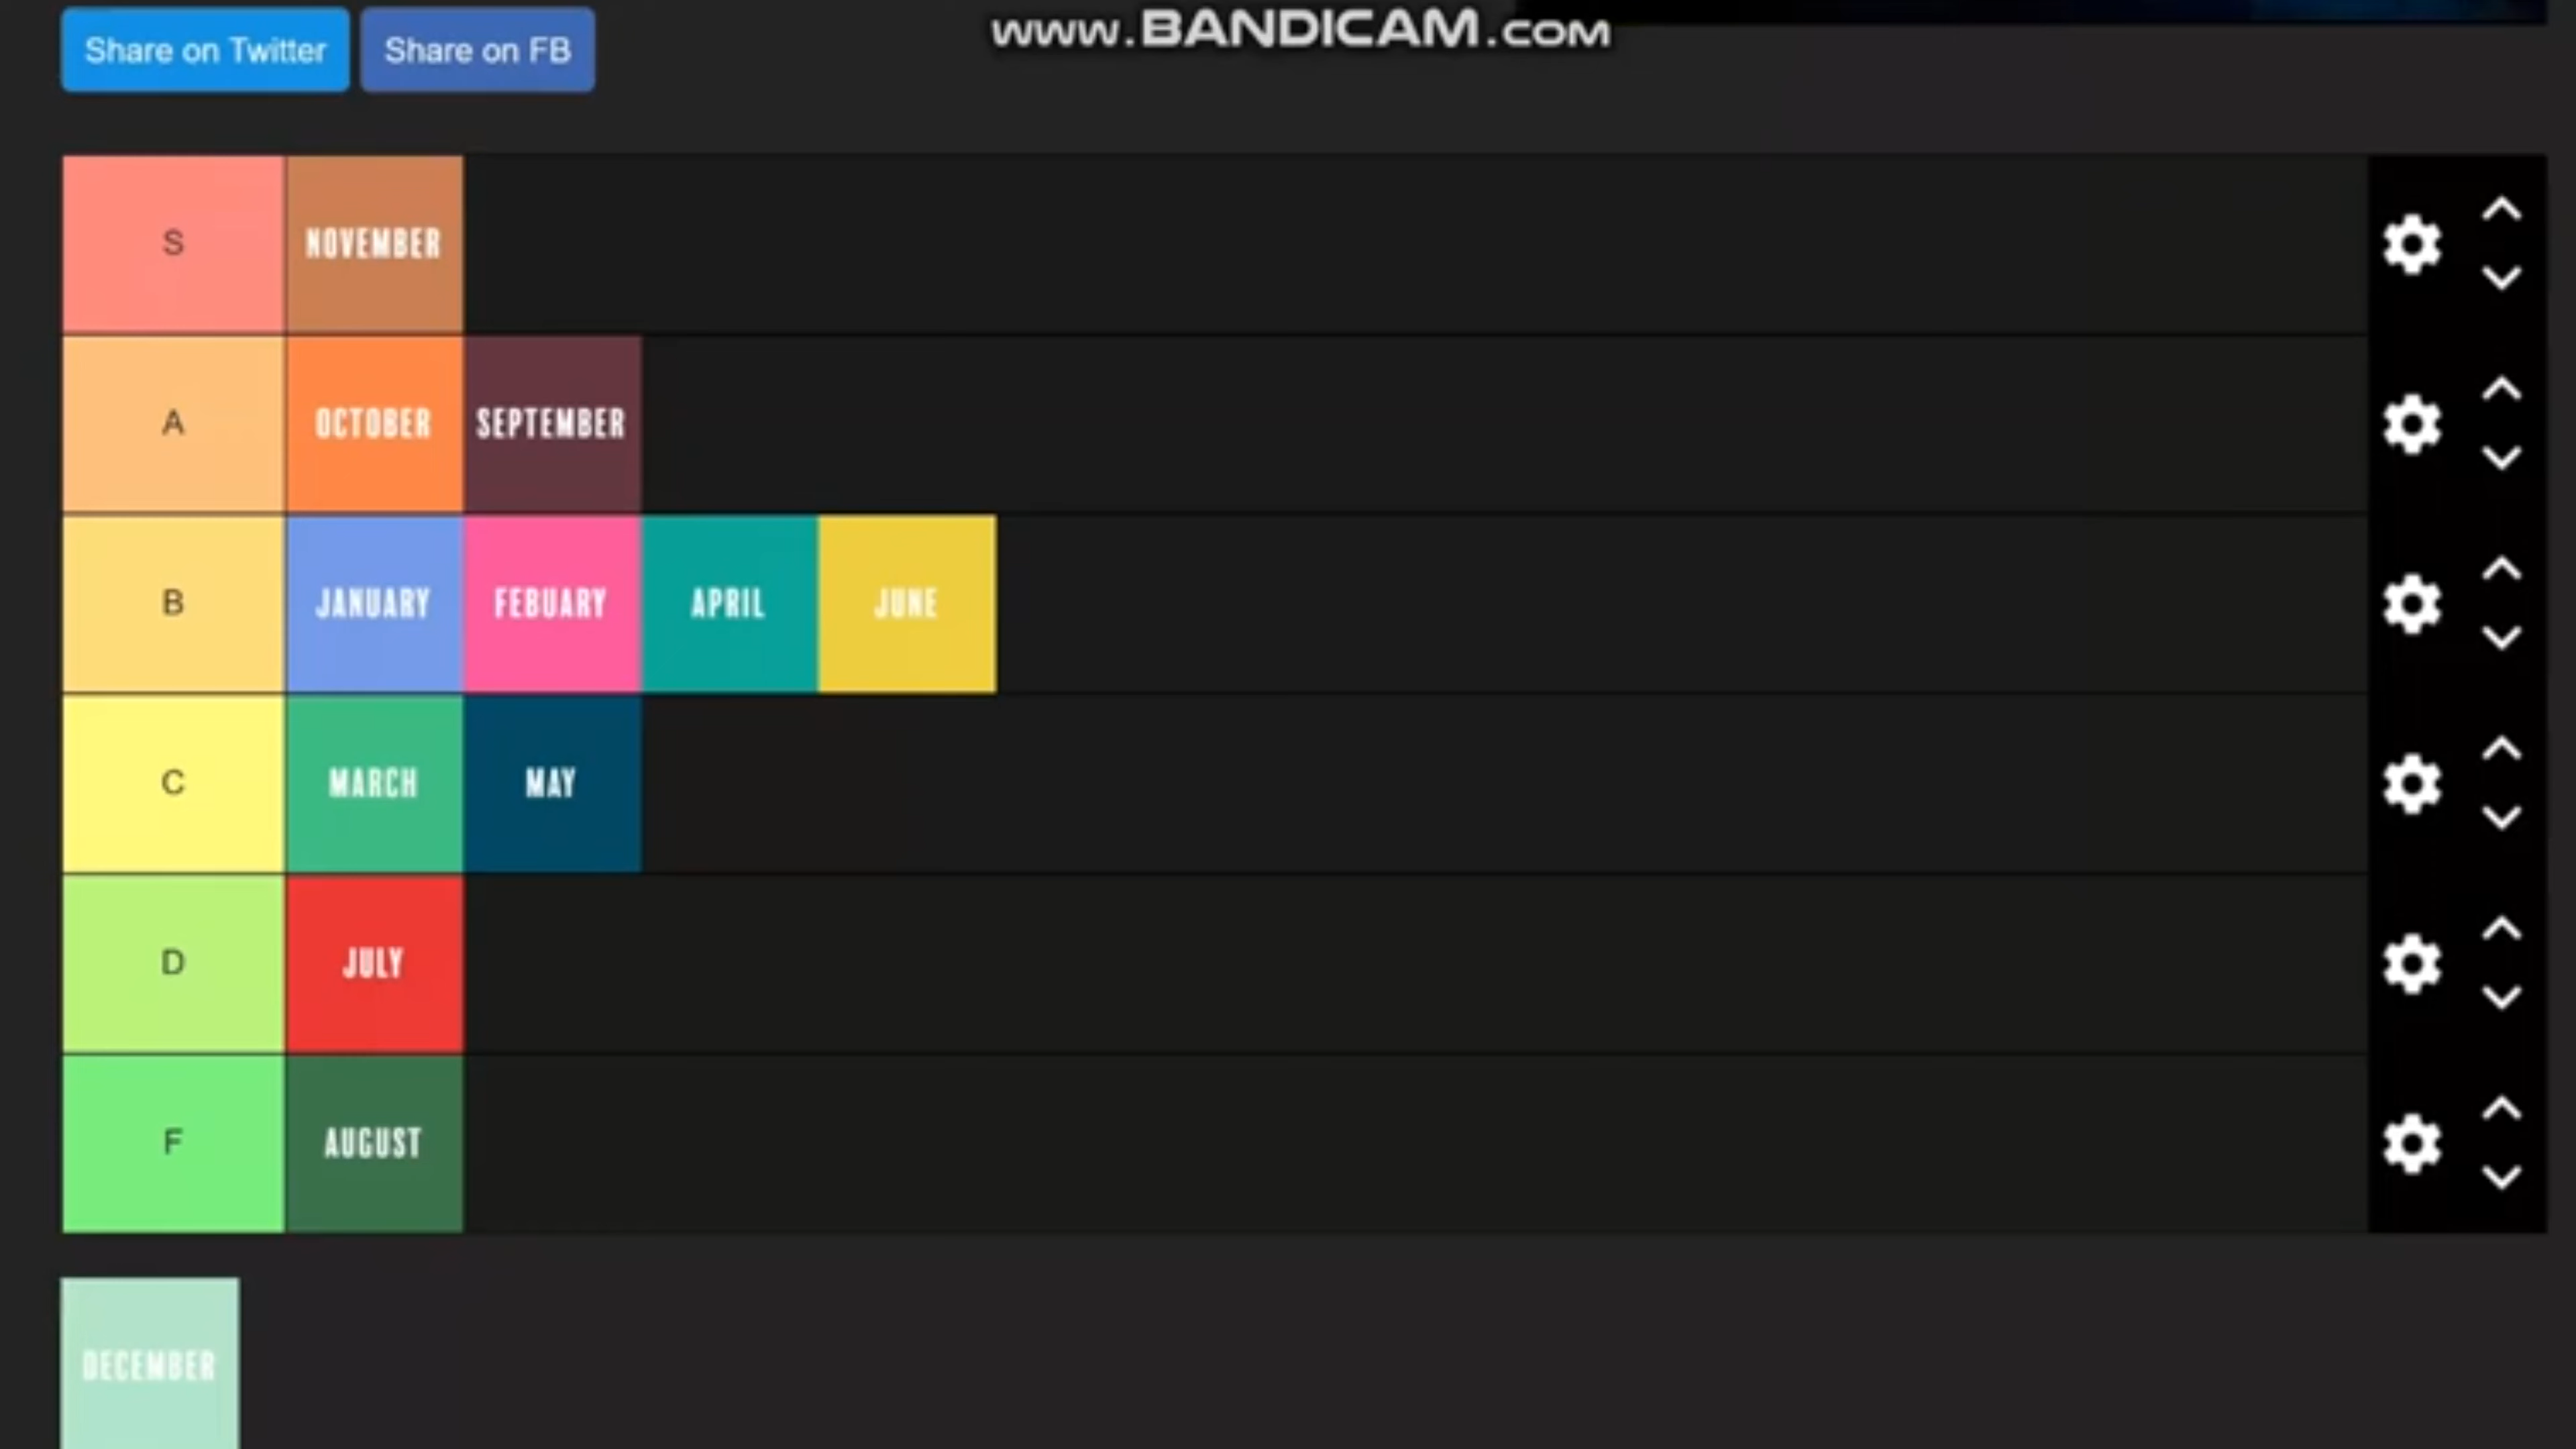 www.BANDICAM.COM
Share on Twitter Share on FB
S NOVEMBER
A OCTOBER SEPTEMBER
B JANUARY FEBUARY APRIL JUNE
C MARCH MAY
D JULY
F AUGUST
DECEMBER